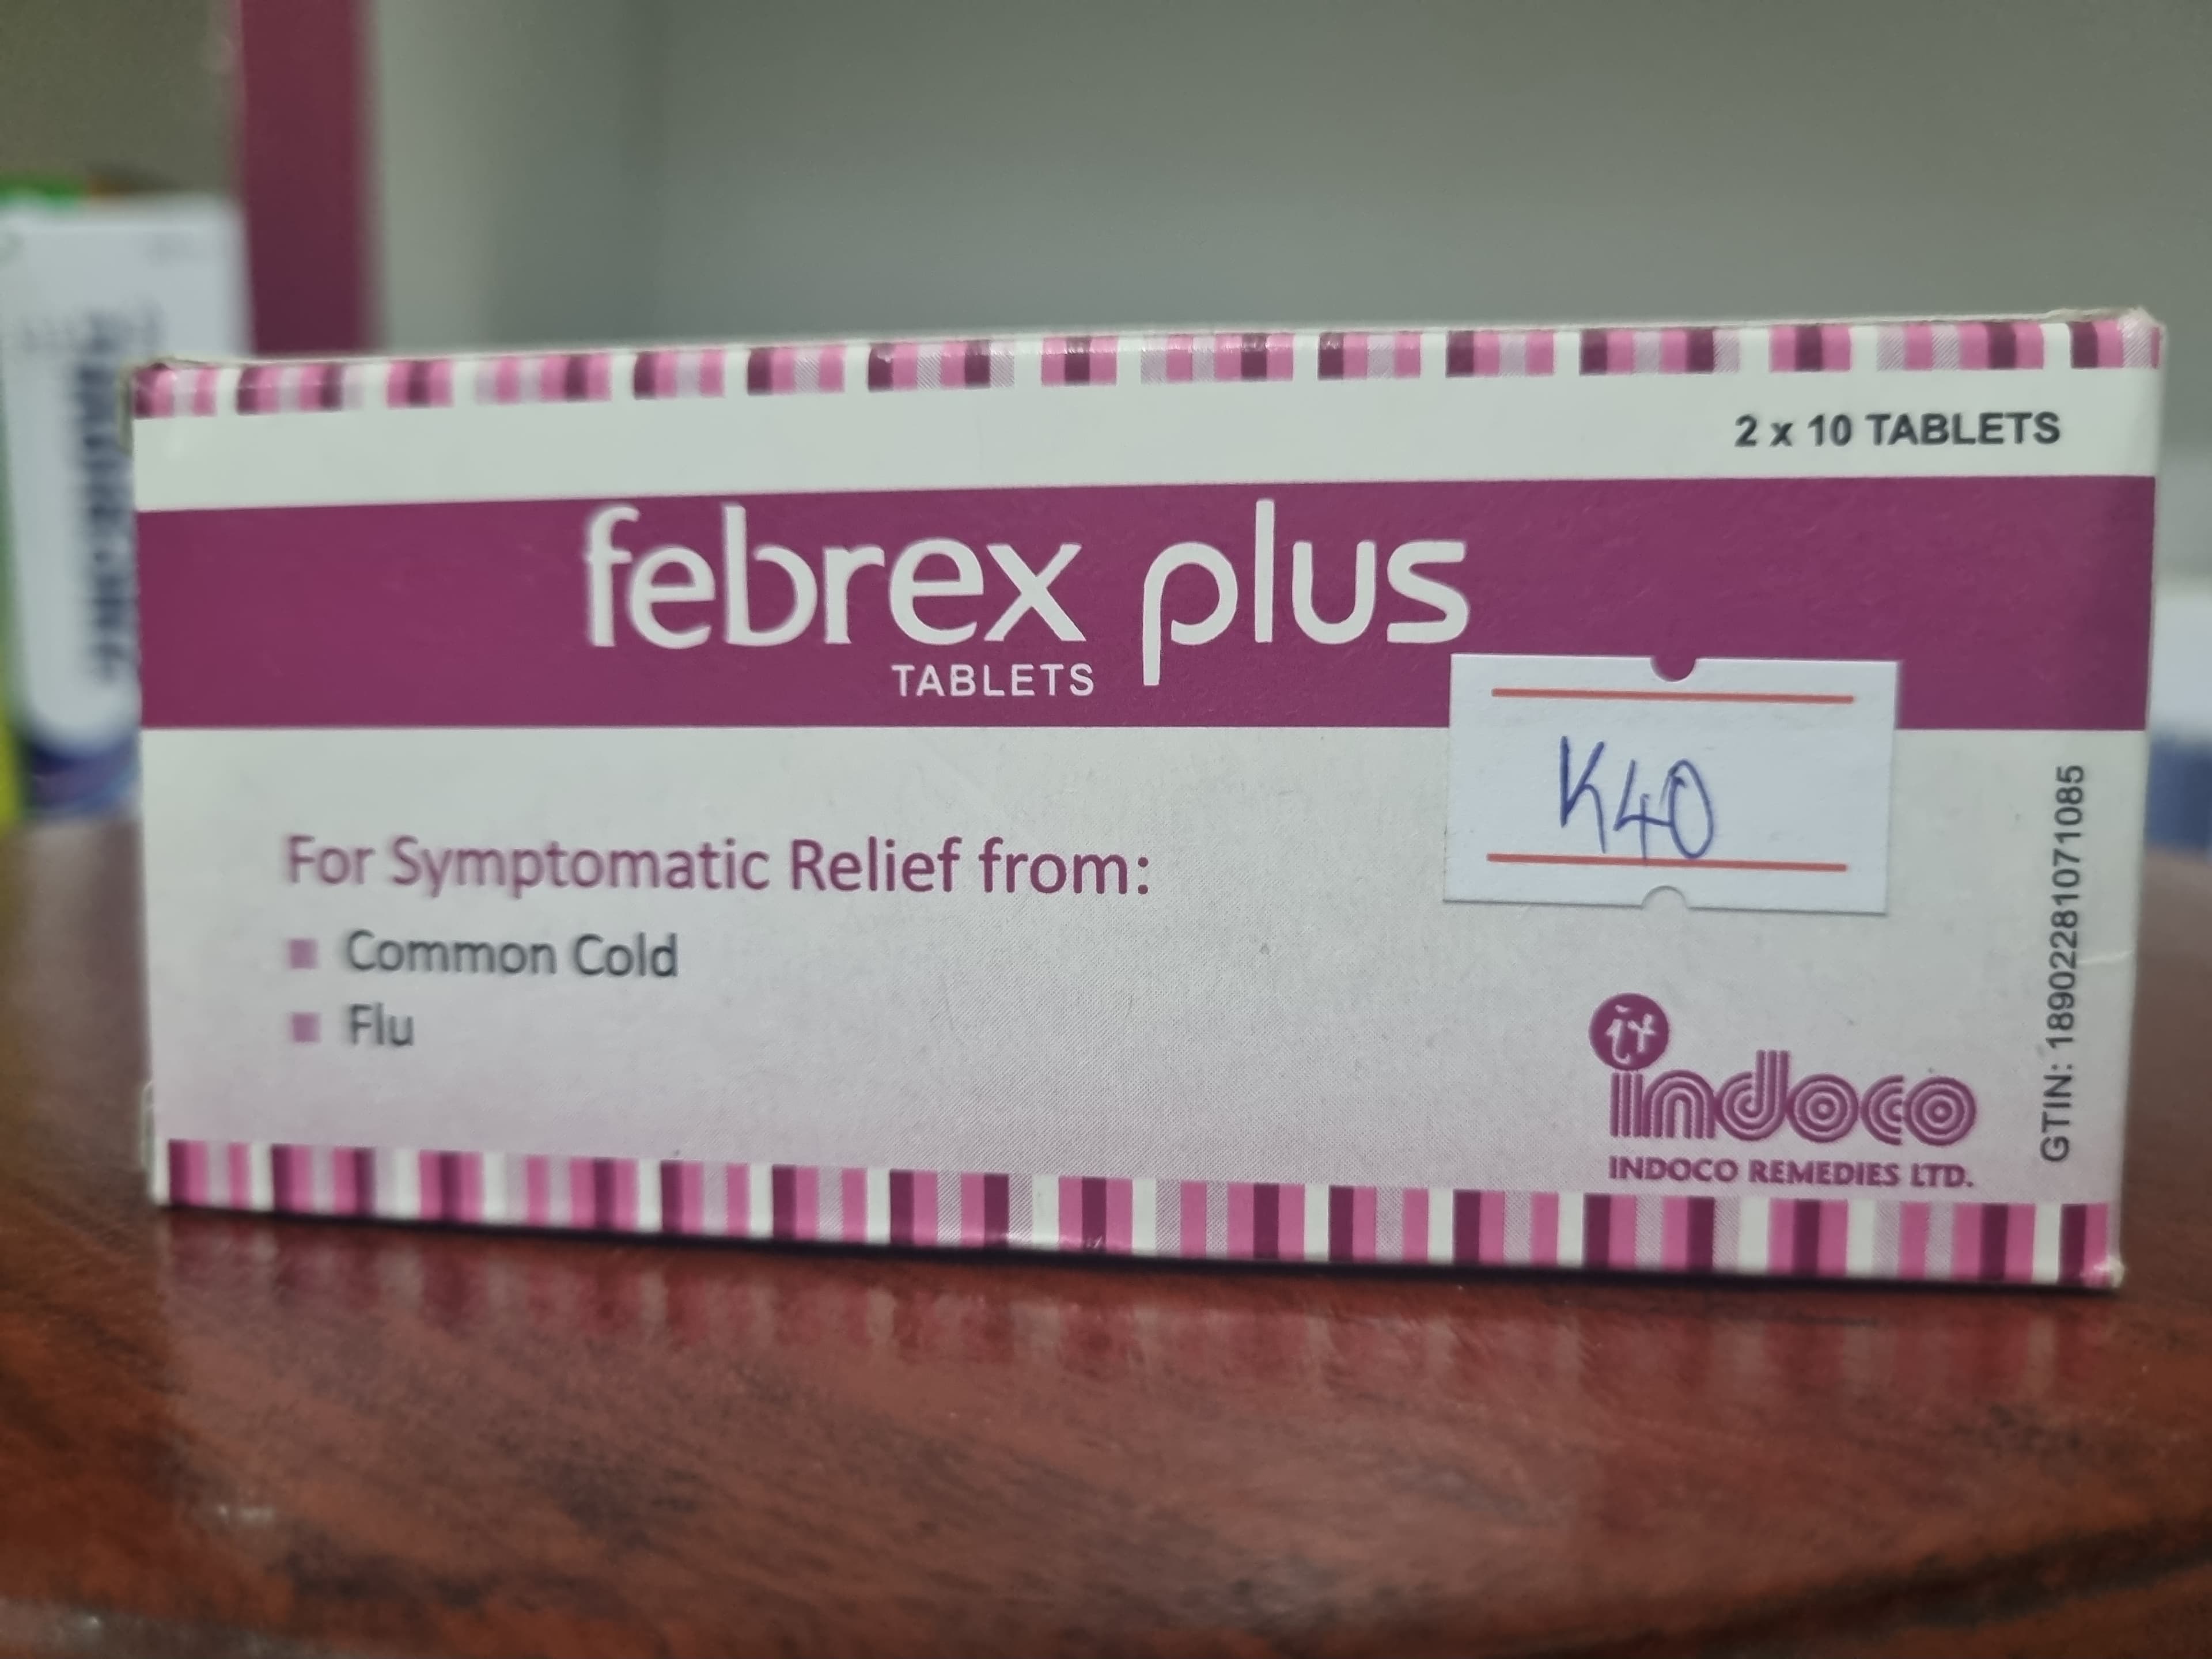 2 x 10 TABLETS
febrex plus
TABLETS
K40
For Symptomatic Relief from:
Common Cold
Flu
indoco
INDOCO REMEDIES LTD.
GTIN: 18902281071085